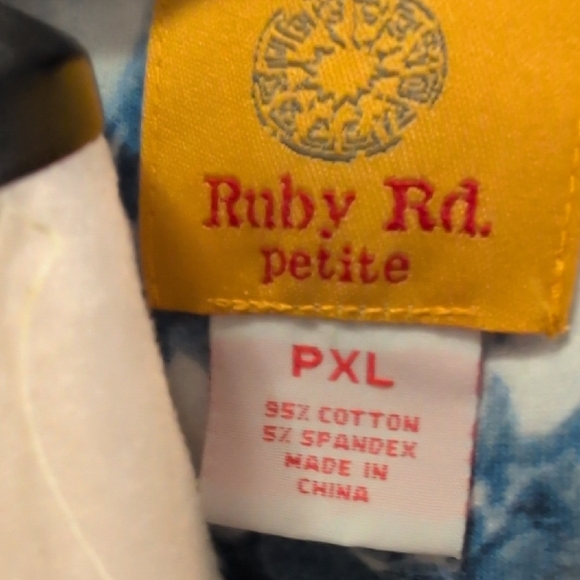 Ruby Rd.
petite
PXL
95% COTTON
5% SPANDEX
MADE IN
CHINA